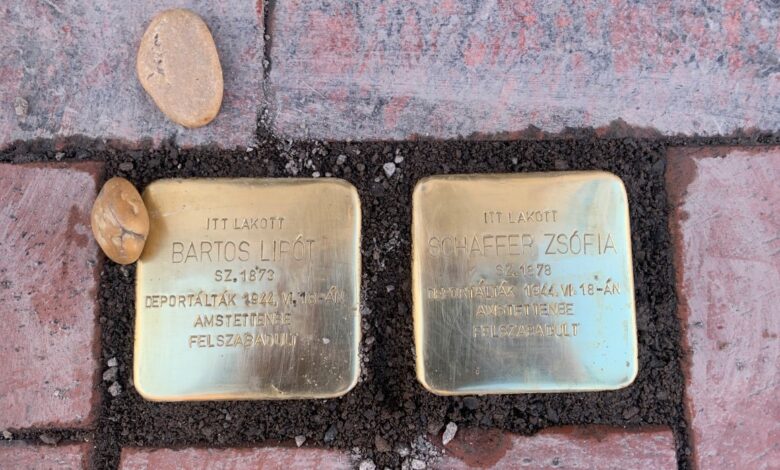 ITT LAKOTT
BARTOS LIPÓT
SZ. 1873
DEPORTÁLTÁK 1944. VI. 18-ÁN
AMSTETTENBE
FELSZABADULT
ITT LAKOTT
SCHAFFER ZSÓFIA
SZ. 1878
DEPORTÁLTÁK 1944. VI. 18-ÁN
AMSTETTENBE
FELSZABADULT